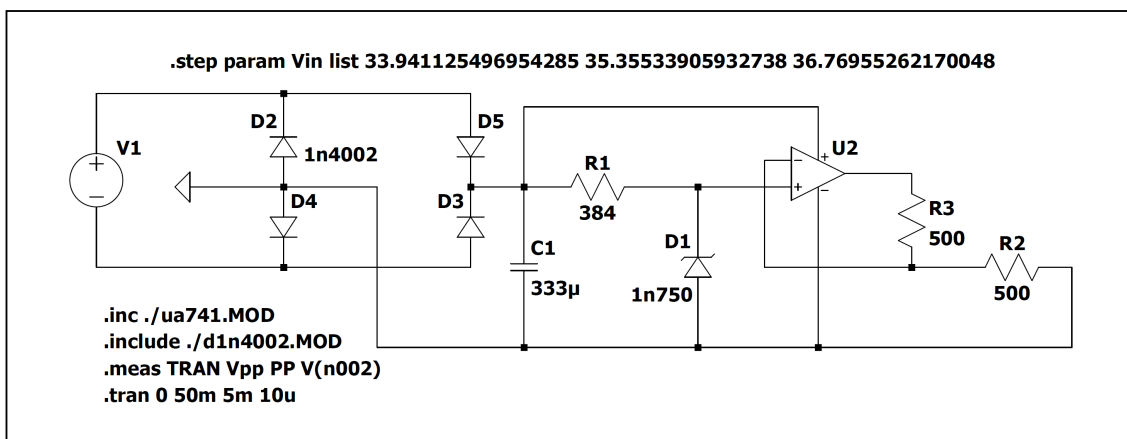 .step param Vin list 33.941125496954285 35.35533905932738 36.76955262170048
D2
D5
V1
1n4002
U2
R1
D4
D3
384
R3
500
R2
C1
D1
333µ
1n750
500
.inc ./ua741.MOD
.include ./d1n4002.MOD
.meas TRAN Vpp PP V(n002)
.tran 0 50m 5m 10u